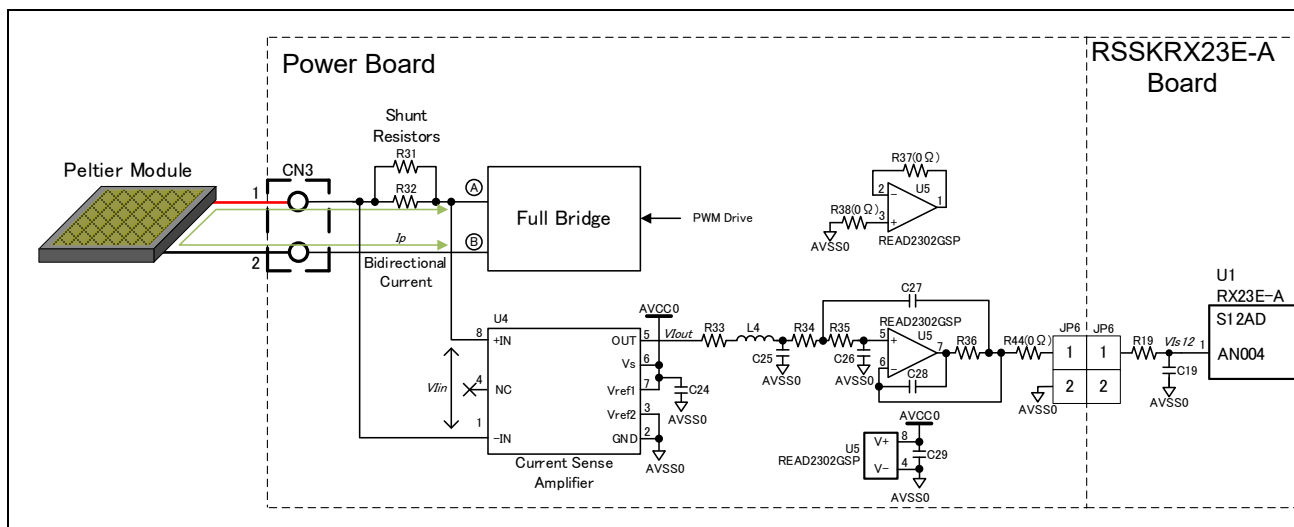 Power Board
RSSKRX23E-A
Board
Shunt
Resistors
R31
R32
Peltier Module
CN3
1
2
Ip
Bidirectional
Current
A
B
Full Bridge
PWM Drive
R37(0Ω)
U5
2
−
1
R38(0Ω)
3
+
AVSS0
READ2302GSP
U4
8
+IN
4
NC
1
-IN
VIin
OUT
5
Vs
6
Vref1
7
Vref2
3
GND
2
Current Sense
Amplifier
AVCC0
VIout
C24
AVSS0
AVSS0
R33
L4
R34
R35
C25
AVSS0
C26
AVSS0
C27
READ2302GSP
5
+
U5
7
6
−
C28
R36
R44(0Ω)
AVSS0
JP6
JP6
1
1
2
2
R19
VIs12
C19
AVSS0
U1
RX23E-A
S12AD
1
AN004
AVCC0
U5
READ2302GSP
V+
8
V-
4
C29
AVSS0